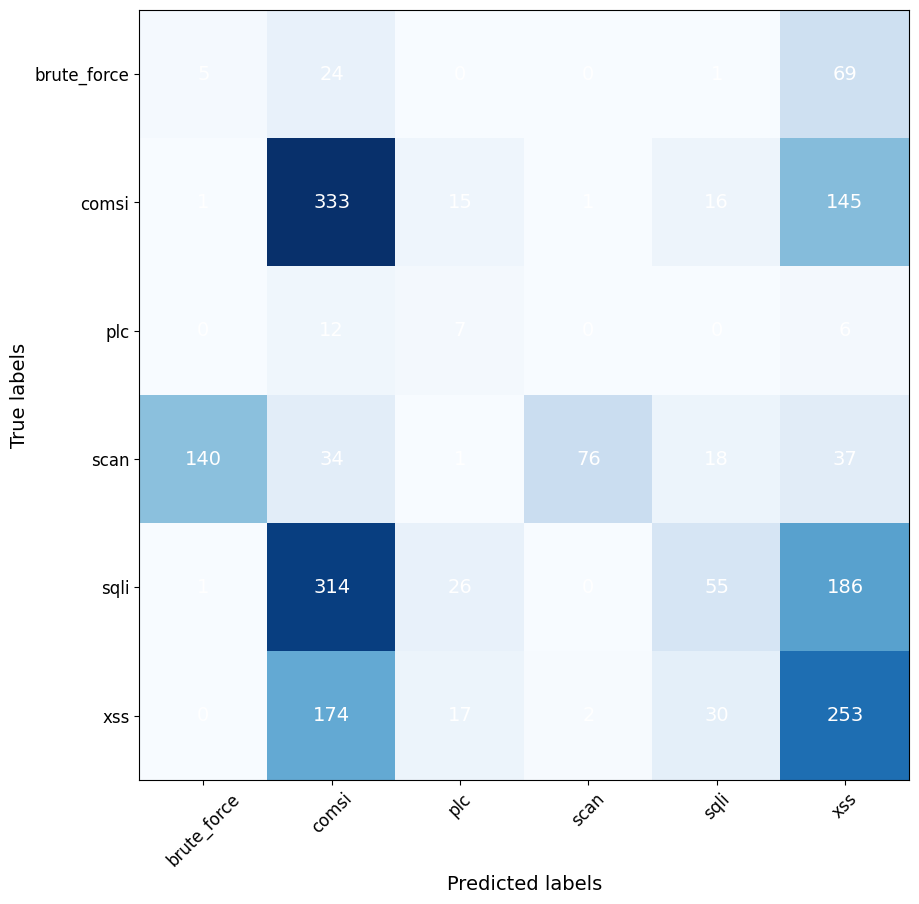 True labels
brute_force 5 24 0 0 1 69
comsi 1 333 15 1 16 145
plc 0 12 7 0 0 6
scan 140 34 1 76 18 37
sqli 1 314 26 0 55 186
xss 0 174 17 2 30 253
brute_force comsi plc scan sqli xss
Predicted labels